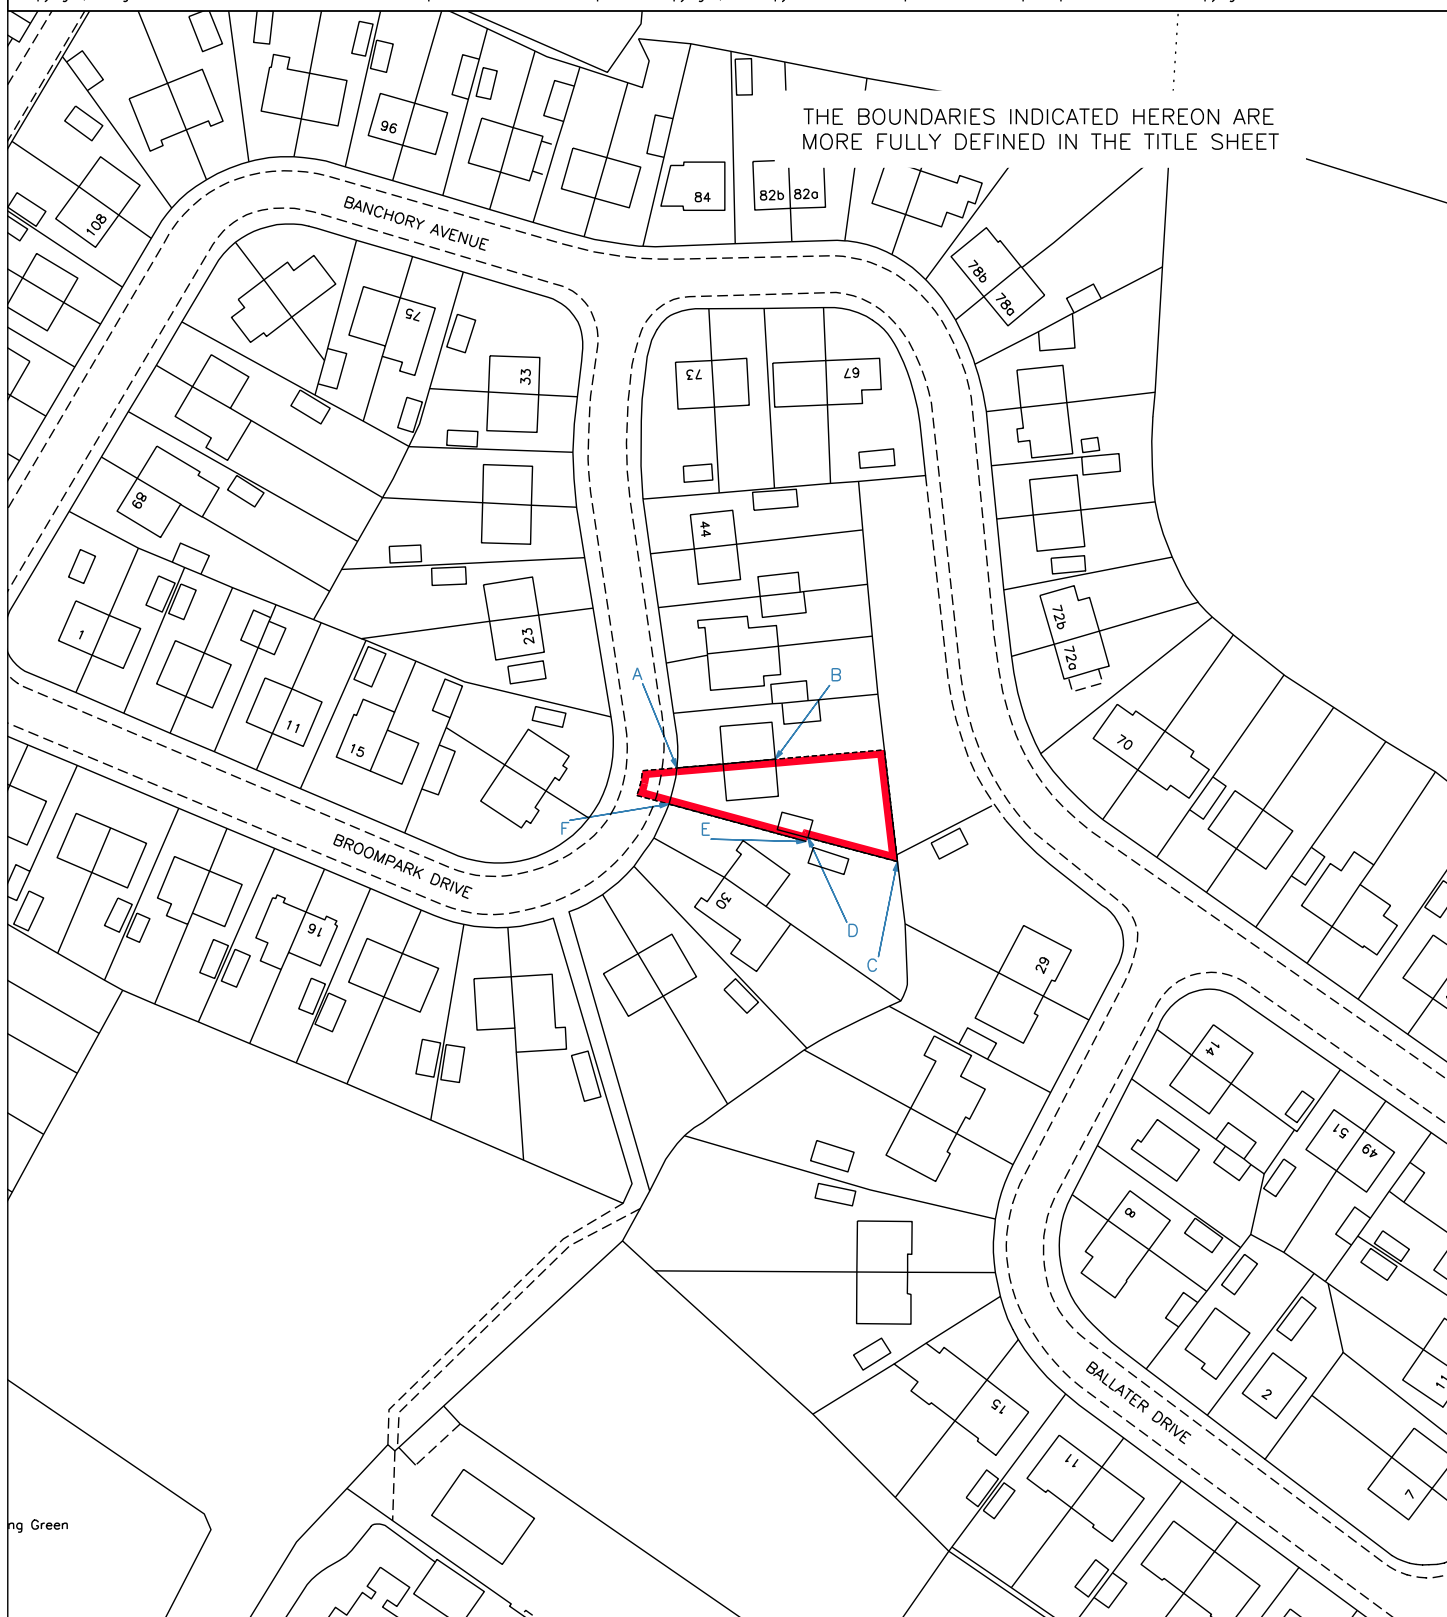 THE BOUNDARIES INDICATED HEREON ARE
MORE FULLY DEFINED IN THE TITLE SHEET
96
84
82b 82a
108
BANCHORY AVENUE
78b
78a
75
33
73
67
44
68
23
72b
72a
1
A
B
11
15
70
F
E
BROOMPARK DRIVE
30
D
16
C
29
14
51
49
8
BALLATER DRIVE
2
15
11
11
7
ng Green